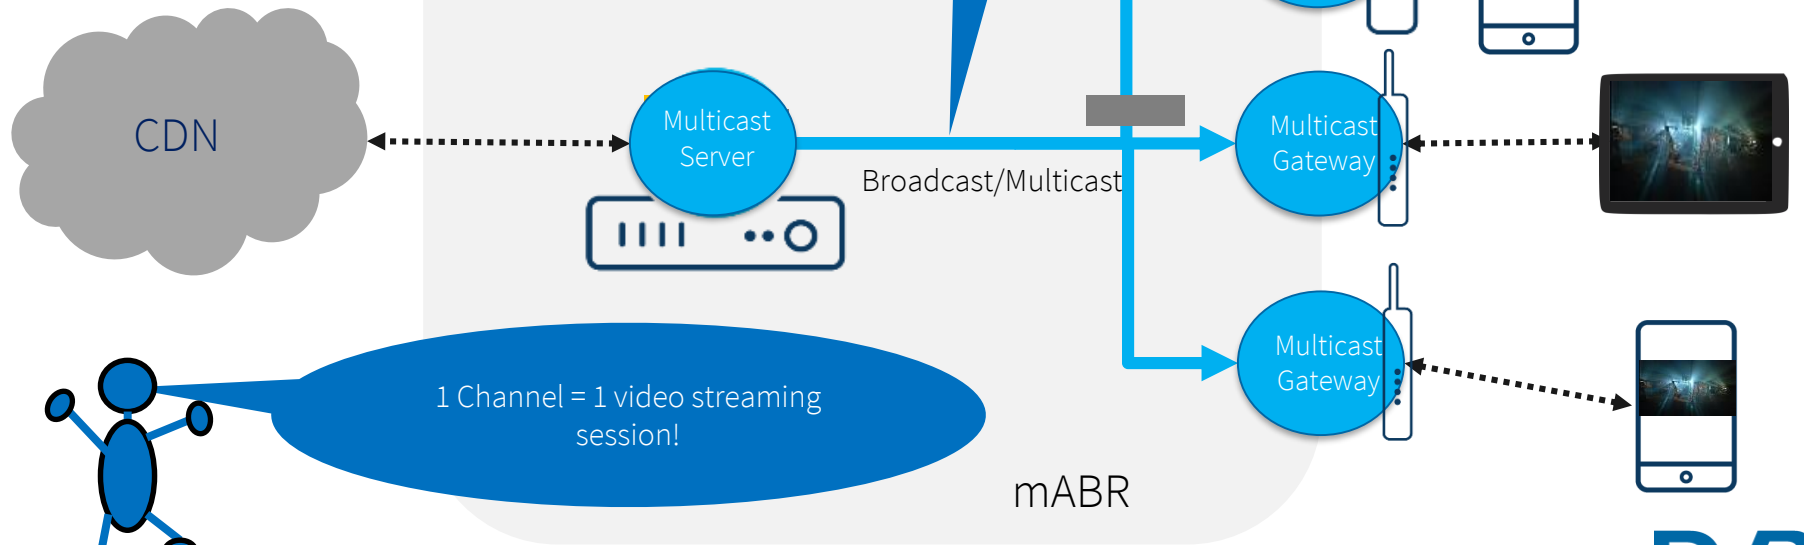 CDN
Multicast
Server
Broadcast/Multicast
Multicast
Gateway
Multicast
Gateway
1 Channel = 1 video streaming
session!
mABR